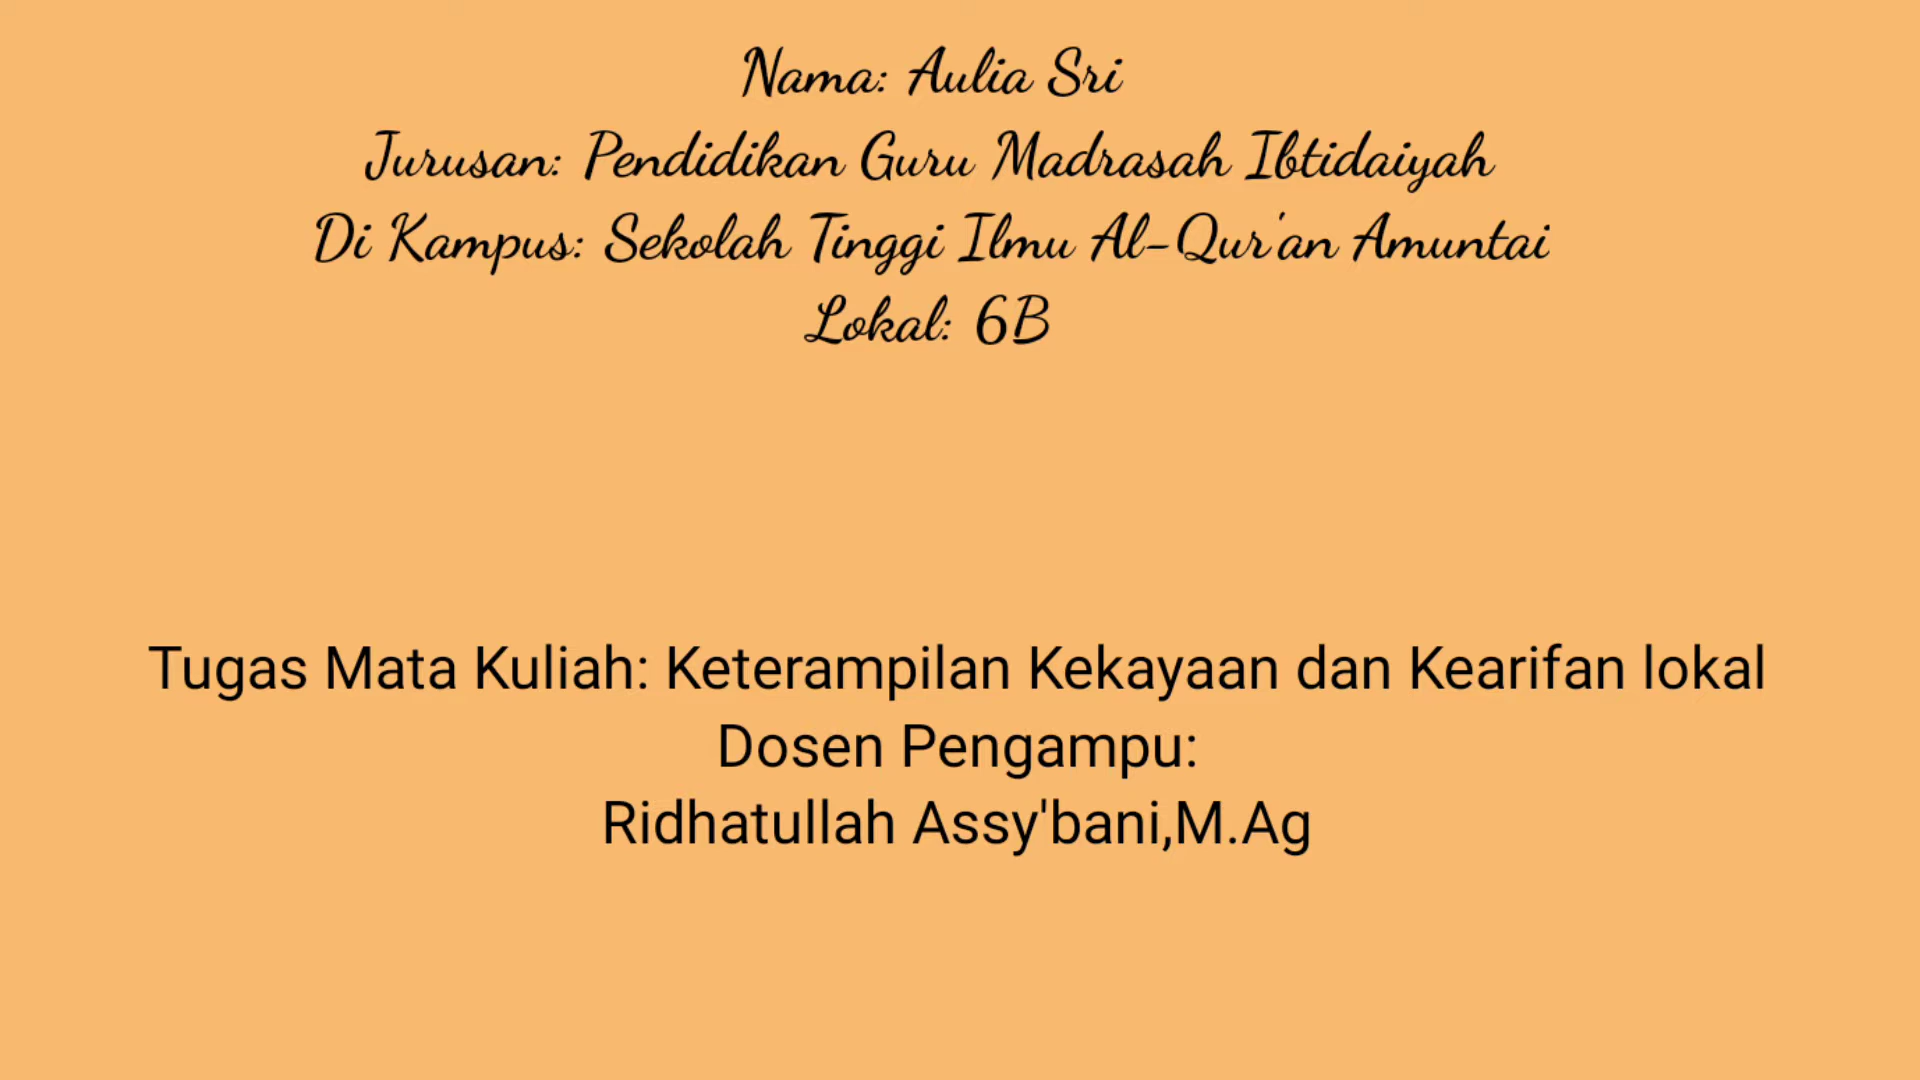 Nama: Aulia Sri
Jurusan: Pendidikan Guru Madrasah Ibtidaiyah
Di Kampus: Sekolah Tinggi Ilmu Al-Qur'an Amuntai
Lokal: 6B
Tugas Mata Kuliah: Keterampilan Kekayaan dan Kearifan lokal
Dosen Pengampu:
Ridhatullah Assy'bani,M.Ag